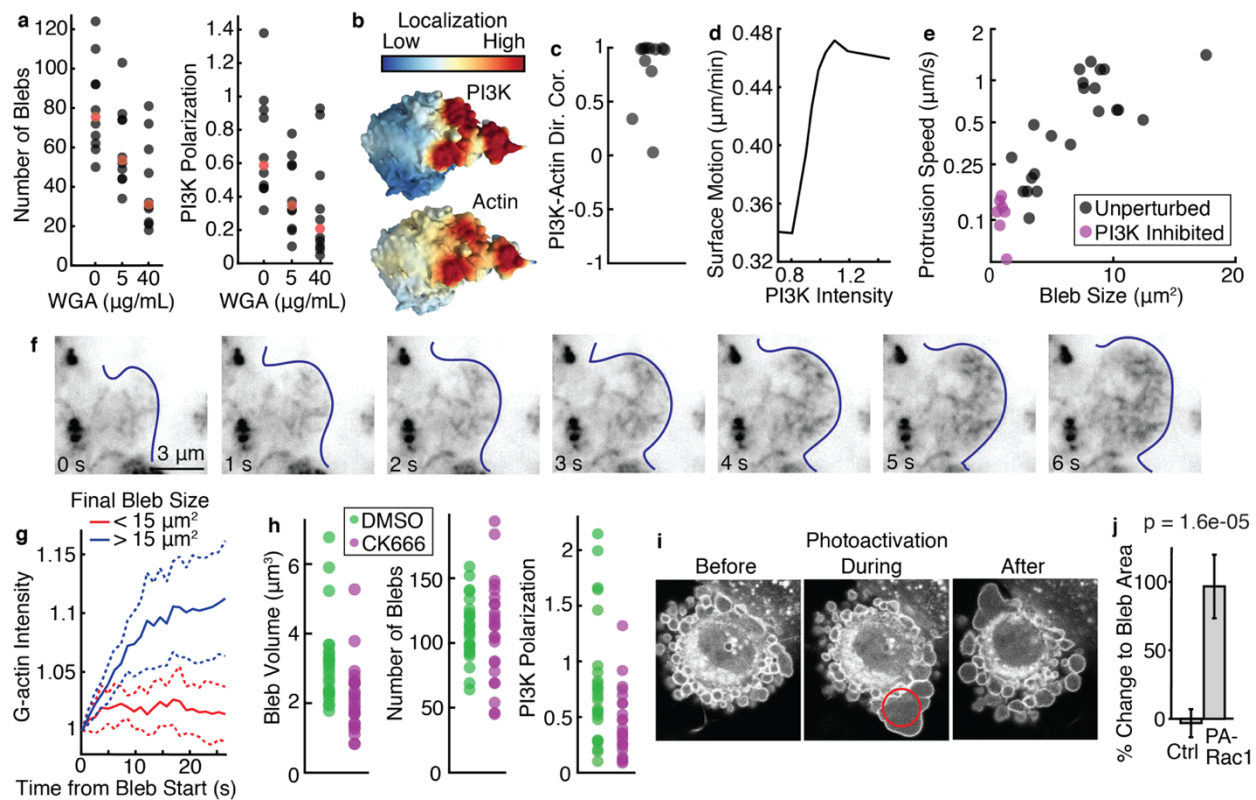 a
Number of Blebs
120
100
80
60
40
20
0
0 5 40
WGA (µg/mL)
PI3K Polarization
1.4
1.2
1
0.8
0.6
0.4
0.2
0
0 5 40
WGA (µg/mL)
b
Localization
Low High
PI3K
Actin
c
PI3K-Actin Dir. Cor.
1
0.5
0
-0.5
-1
d
Surface Motion (µm/min)
0.48
0.44
0.40
0.36
0.32
0.8 1.2
PI3K Intensity
e
Protrusion Speed (µm/s)
2
1
0.5
0.25
0.1
Unperturbed
PI3K Inhibited
0 10 20
Bleb Size (µm²)
f
0 s
3 µm
1 s
2 s
3 s
4 s
5 s
6 s
g
Final Bleb Size
< 15 µm²
> 15 µm²
G-actin Intensity
1.15
1.1
1.05
1
0 10 20
Time from Bleb Start (s)
h
DMSO
CK666
Bleb Volume (µm³)
6
4
2
0
Number of Blebs
150
100
50
0
PI3K Polarization
2
1.5
1
0.5
0
i
Photoactivation
Before During After
j
p = 1.6e-05
% Change to Bleb Area
100
50
0
Ctrl PA-
Rac1